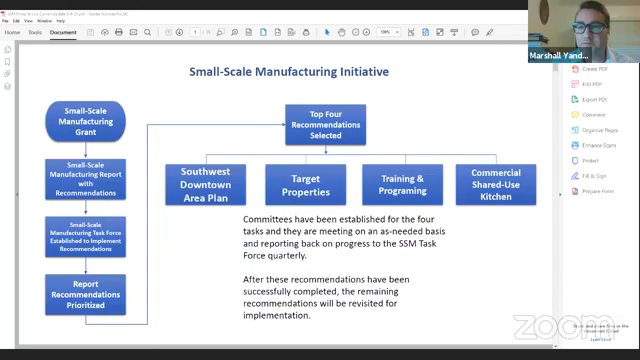 File Edit View Window Help
Home Tools Document
Sign In
Marshall Yand...
Create PDF
Edit PDF
Export PDF
Comment
Organize Pages
Enhance Scans
Protect
Fill & Sign
Prepare Form
Small-Scale Manufacturing Initiative
Small-Scale
Manufacturing
Grant
Small-Scale
Manufacturing Report
with
Recommendations
Small-Scale
Manufacturing Task Force
Established to Implement
Recommendations
Report
Recommendations
Prioritized
Top Four
Recommendations
Selected
Southwest
Downtown
Area Plan
Target
Properties
Training &
Programing
Commercial
Shared-Use
Kitchen
Committees have been established for the four
tasks and they are meeting on an as-needed basis
and reporting back on progress to the SSM Task
Force quarterly.
After these recommendations have been
successfully completed, the remaining
recommendations will be revisited for
implementation.
zoom
Learn More